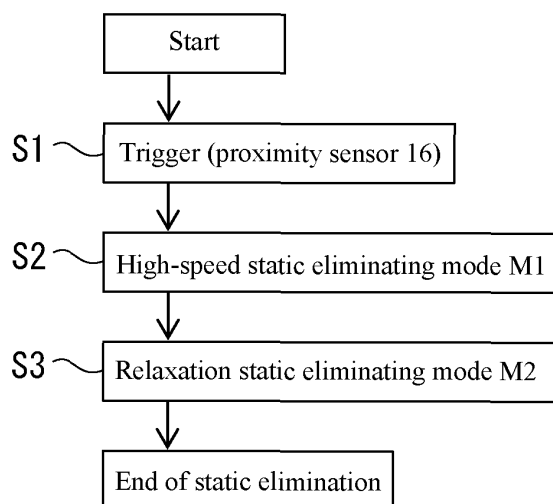 Start
S1 Trigger (proximity sensor 16)
S2 High-speed static eliminating mode M1
S3 Relaxation static eliminating mode M2
End of static elimination